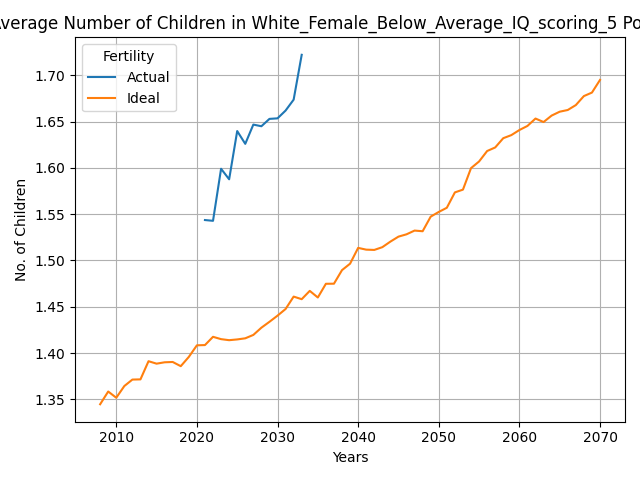 Average Number of Children in White_Female_Below_Average_IQ_scoring_5 Po
Fertility
Actual
Ideal
No. of Children
1.70
1.65
1.60
1.55
1.50
1.45
1.40
1.35
2010 2020 2030 2040 2050 2060 2070
Years